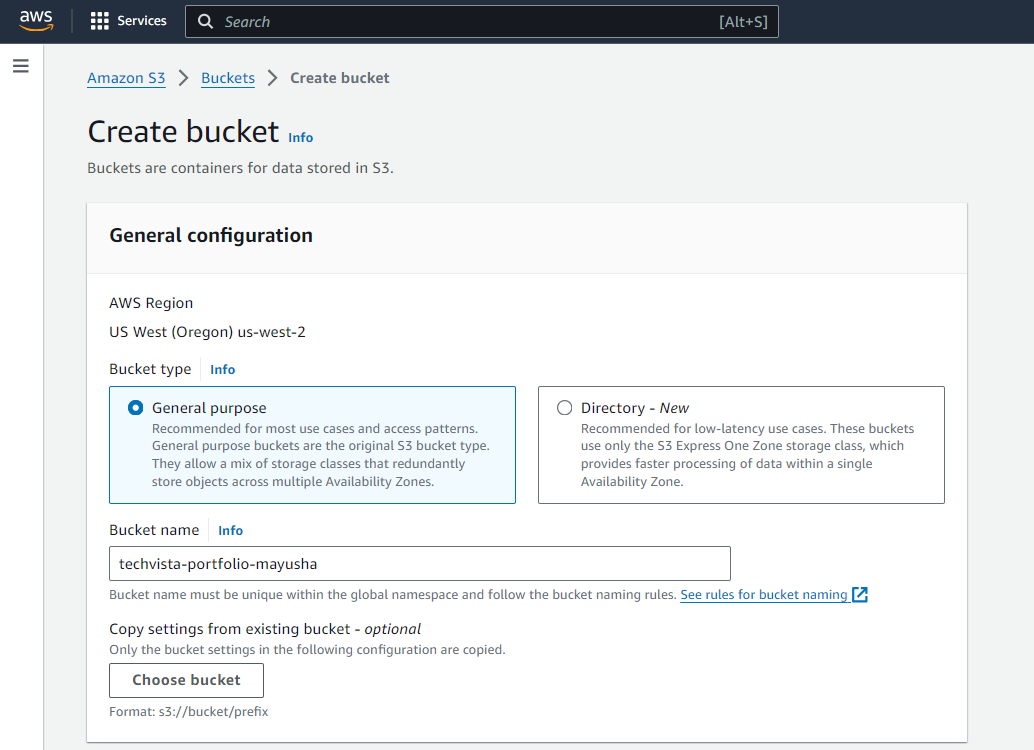 aws Services Search [Alt+S]
Amazon S3 Buckets Create bucket
Create bucket Info
Buckets are containers for data stored in S3.
General configuration
AWS Region
US West (Oregon) us-west-2
Bucket type Info
General purpose
Recommended for most use cases and access patterns.
General purpose buckets are the original S3 bucket type.
They allow a mix of storage classes that redundantly
store objects across multiple Availability Zones.
Directory - New
Recommended for low-latency use cases. These buckets
use only the S3 Express One Zone storage class, which
provides faster processing of data within a single
Availability Zone.
Bucket name Info
techvista-portfolio-mayusha
Bucket name must be unique within the global namespace and follow the bucket naming rules. See rules for bucket naming
Copy settings from existing bucket - optional
Only the bucket settings in the following configuration are copied.
Choose bucket
Format: s3://bucket/prefix